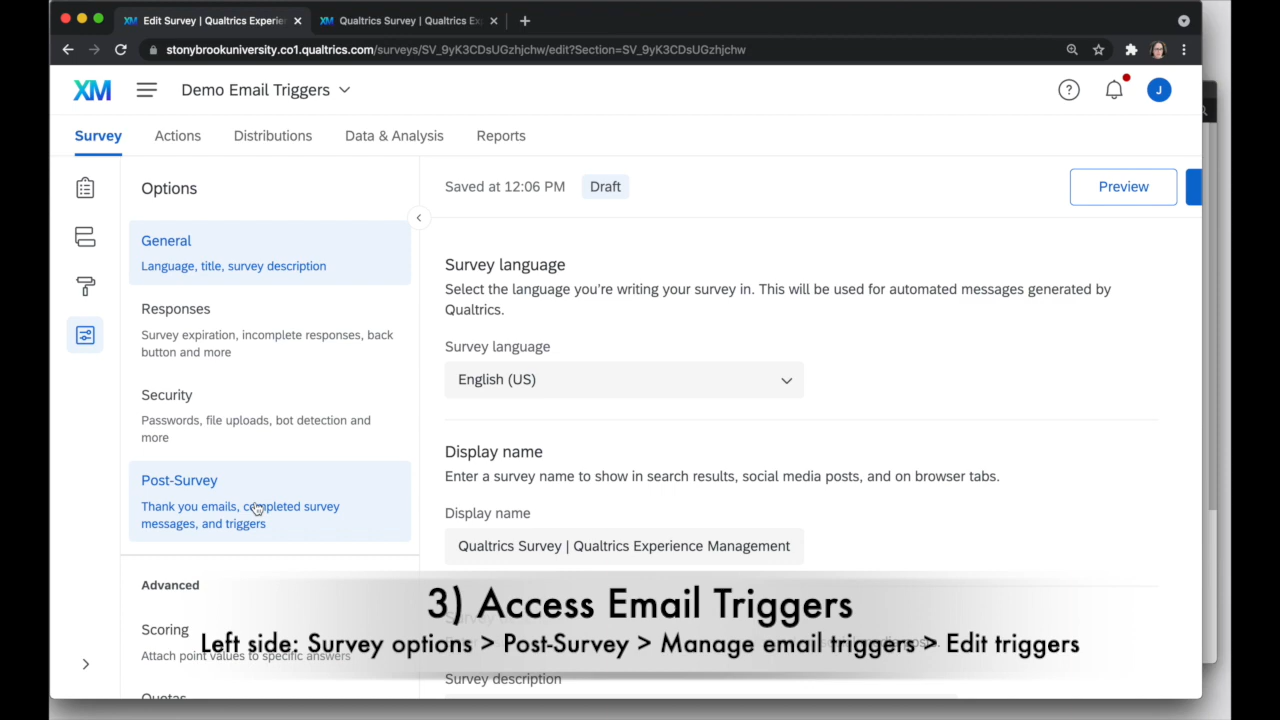 Edit Survey | Qualtrics Experie
Qualtrics Survey | Qualtrics Ex
stonybrookuniversity.co1.qualtrics.com/surveys/SV_9yK3CDsUGzhjchw/edit?Section=SV_9yK3CDsUGzhjchw
XM
Demo Email Triggers
J
Survey
Actions
Distributions
Data & Analysis
Reports
Options
Saved at 12:06 PM
Draft
Preview
General
Language, title, survey description
Responses
Survey expiration, incomplete responses, back
button and more
Security
Passwords, file uploads, bot detection and
more
Post-Survey
Thank you emails, completed survey
messages, and triggers
Advanced
Scoring
Attach point values to specific answers
Quotas
Survey language
Select the language you're writing your survey in. This will be used for automated messages generated by
Qualtrics.
Survey language
English (US)
Display name
Enter a survey name to show in search results, social media posts, and on browser tabs.
Display name
Qualtrics Survey | Qualtrics Experience Management
Survey description
3) Access Email Triggers
Left side: Survey options > Post-Survey > Manage email triggers > Edit triggers